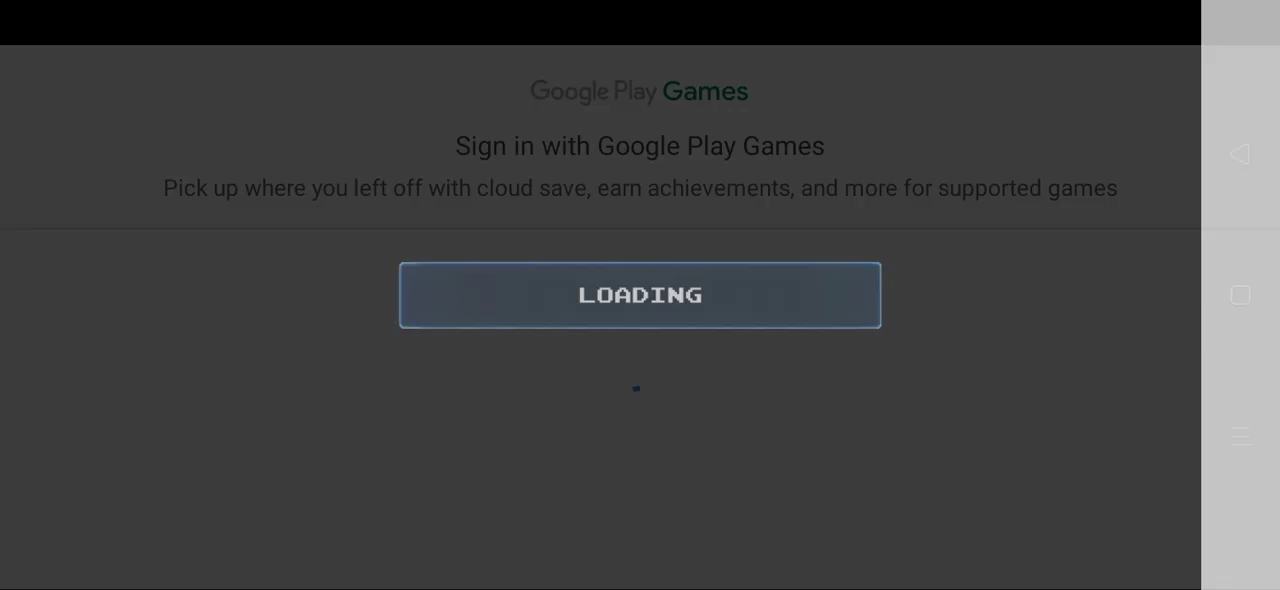 Google Play Games
Sign in with Google Play Games
Pick up where you left off with cloud save, earn achievements, and more for supported games
LOADING